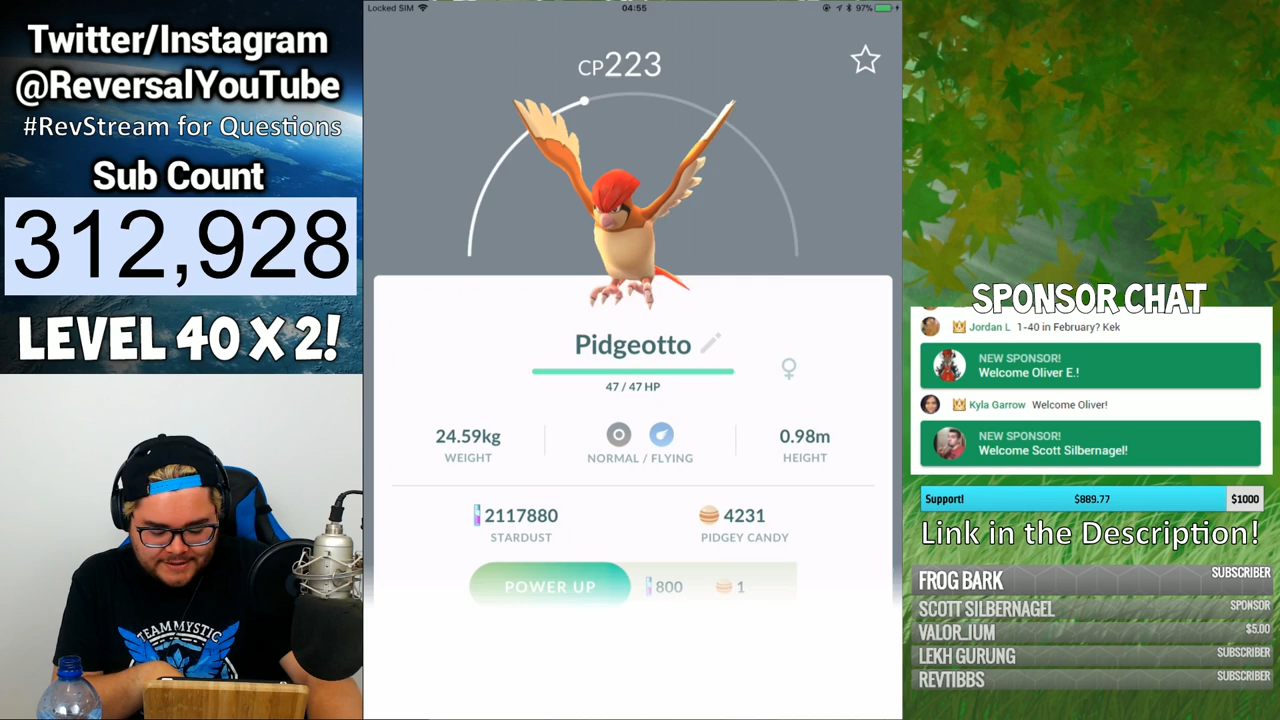 Twitter/Instagram
@ReversalYouTube
#RevStream for Questions
Sub Count
312,928
LEVEL 40 X 2!
TEAM MYSTIC
Locked SIM
04:55
97%
CP223
Pidgeotto
47 / 47 HP
24.59kg
WEIGHT
NORMAL / FLYING
0.98m
HEIGHT
2117880
STARDUST
4231
PIDGEY CANDY
POWER UP
800
1
SPONSOR CHAT
Jordan L 1-40 in February? Kek
NEW SPONSOR!
Welcome Oliver E.!
Kyla Garrow Welcome Oliver!
NEW SPONSOR!
Welcome Scott Silbernagel!
Support! $889.77 $1000
Link in the Description!
FROG BARK SUBSCRIBER
SCOTT SILBERNAGEL SPONSOR
VALOR_IUM $5.00
LEKH GURUNG SUBSCRIBER
REVTIBBS SUBSCRIBER